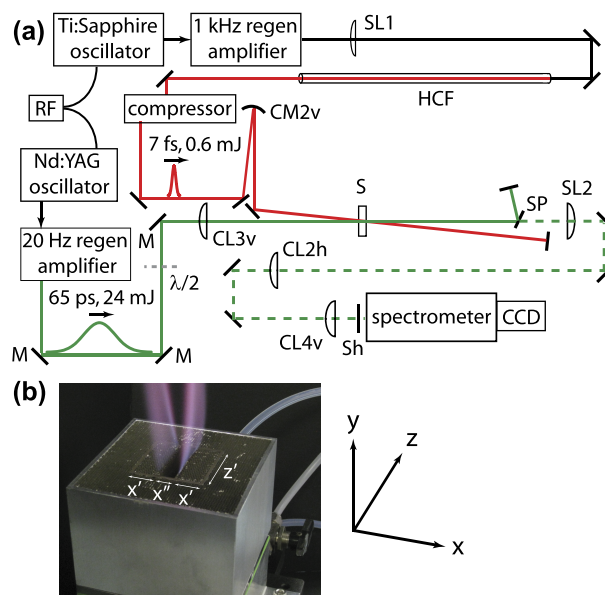 (a)
Ti:Sapphire
oscillator
1 kHz regen
amplifier
SL1
HCF
RF
compressor
CM2v
7 fs, 0.6 mJ
Nd:YAG
oscillator
S
SP
SL2
M
CL3v
20 Hz regen
amplifier
λ/2
CL2h
65 ps, 24 mJ
spectrometer
CCD
CL4v
Sh
M
M
(b)
x'
x"
x'
z'
y
z
x